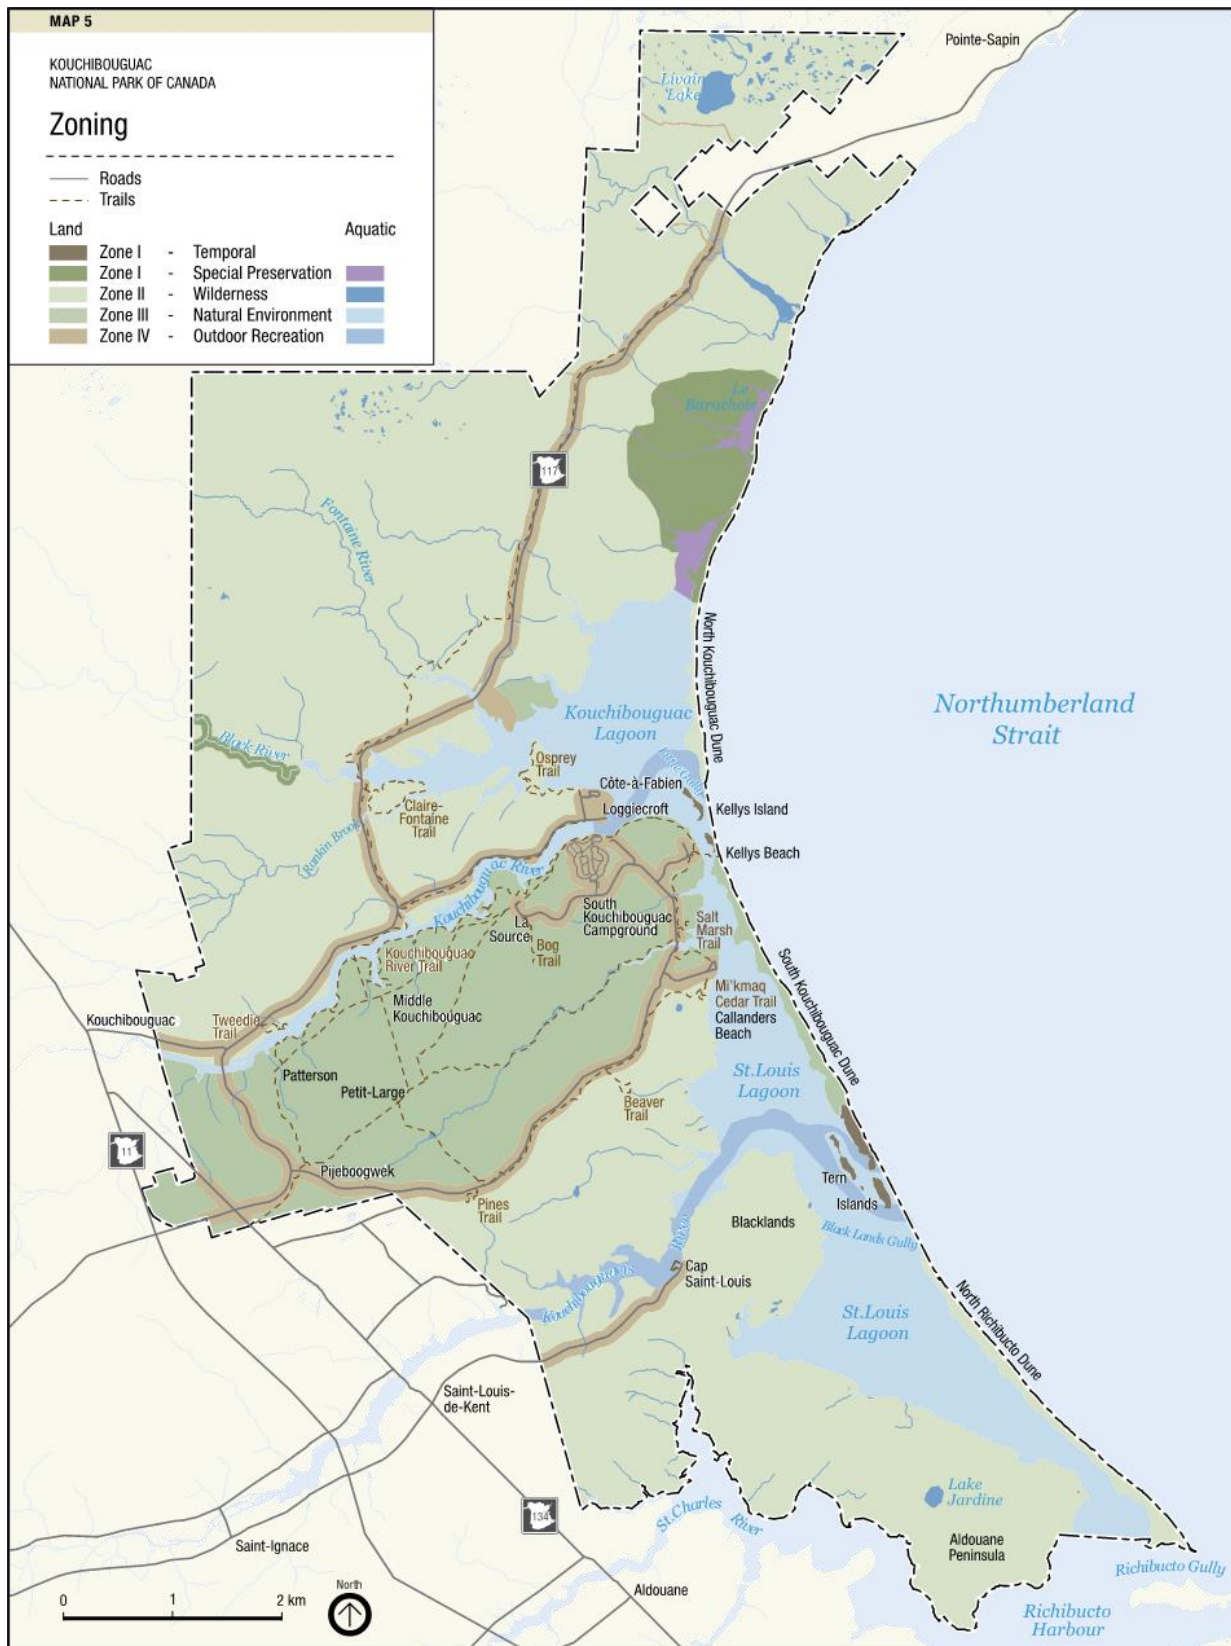 MAP 5
KOUCHIBOUGUAC
NATIONAL PARK OF CANADA
Zoning
Roads
Trails
Land Aquatic
Zone I - Temporal
Zone I - Special Preservation
Zone II - Wilderness
Zone III - Natural Environment
Zone IV - Outdoor Recreation
Pointe-Sapin
Livain
Lake
Le
Barachois
117
Fontaine River
North Kouchibouguac Dune
Northumberland
Strait
Kouchibouguac
Lagoon
Black River
Osprey
Trail
Côte-à-Fabien
Loggiecroft
Kellys Island
Claire-
Fontaine
Trail
Rankin Brook
Kellys Beach
Kouchibouguac River
La
Source
South
Kouchibouguac
Campground
Salt
Marsh
Trail
Bog
Trail
Kouchibouguac
River Trail
South Kouchibouguac Dune
Mi'kmaq
Cedar Trail
Callanders
Beach
Middle
Kouchibouguac
Kouchibouguac
Tweedie
Trail
Patterson
Petit-Large
St.Louis
Lagoon
Beaver
Trail
11
Pijeboogwek
Tern
Islands
Pines
Trail
Blacklands
Black Lands Gully
River
Cap
Saint-Louis
North Richibucto Dune
St.Louis
Lagoon
Saint-Louis-
de-Kent
Lake
Jardine
134
St.Charles River
Saint-Ignace
Aldouane
Peninsula
Richibucto Gully
Aldouane
Richibucto
Harbour
0 1 2 km
North